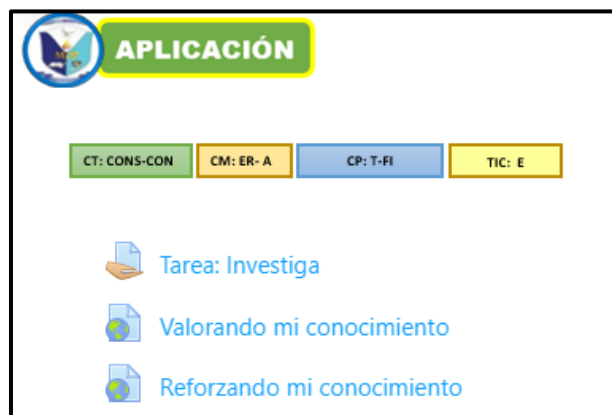 APLICACIÓN
CT: CONS-CON CM: ER- A CP: T-FI TIC: E
Tarea: Investiga
Valorando mi conocimiento
Reforzando mi conocimiento